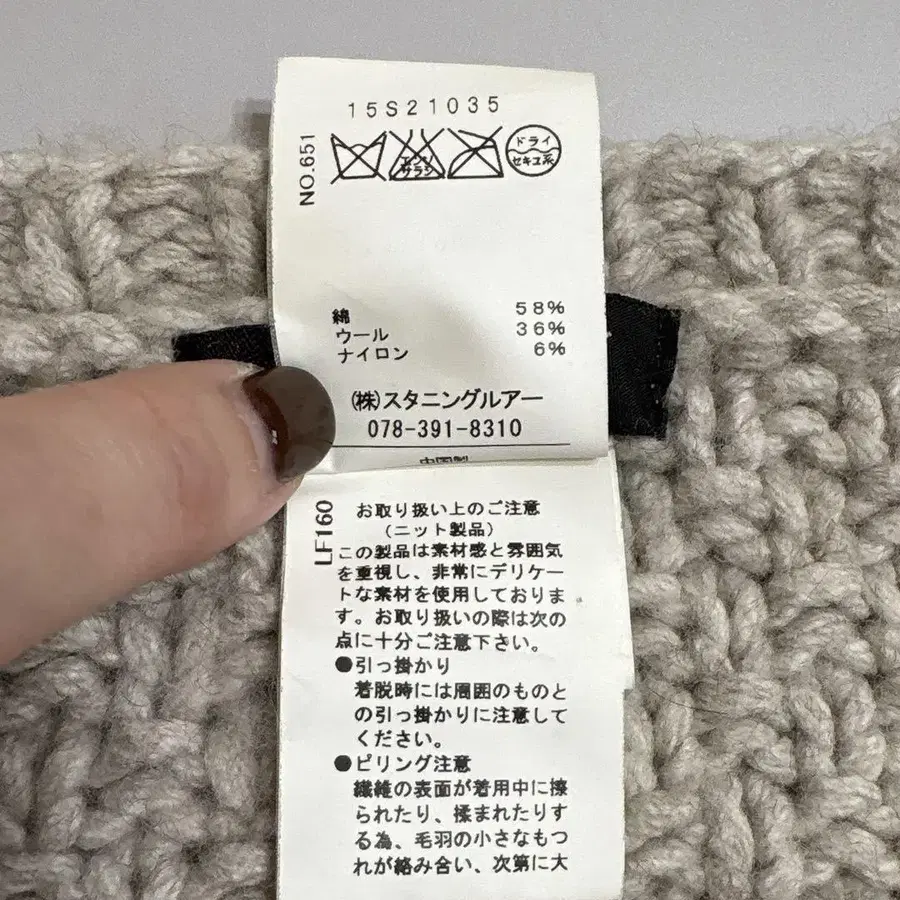 15S21035
NO.651
エンソ
サラシ
ドライ
セキユ系
綿 58%
ウール 36%
ナイロン 6%
(株)スタニングルアー
078-391-8310
中国製
LF160
お取り扱い上のご注意
(ニット製品)
この製品は素材感と雰囲気
を重視し、非常にデリケー
トな素材を使用しておりま
す。お取り扱いの際は次の
点に十分ご注意下さい。
●引っ掛かり
着脱時には周囲のものと
の引っ掛かりに注意して
ください。
●ピリング注意
繊維の表面が着用中に擦
られたり、揉まれたりす
る為、毛羽の小さなもつ
れが絡み合い、次第に大